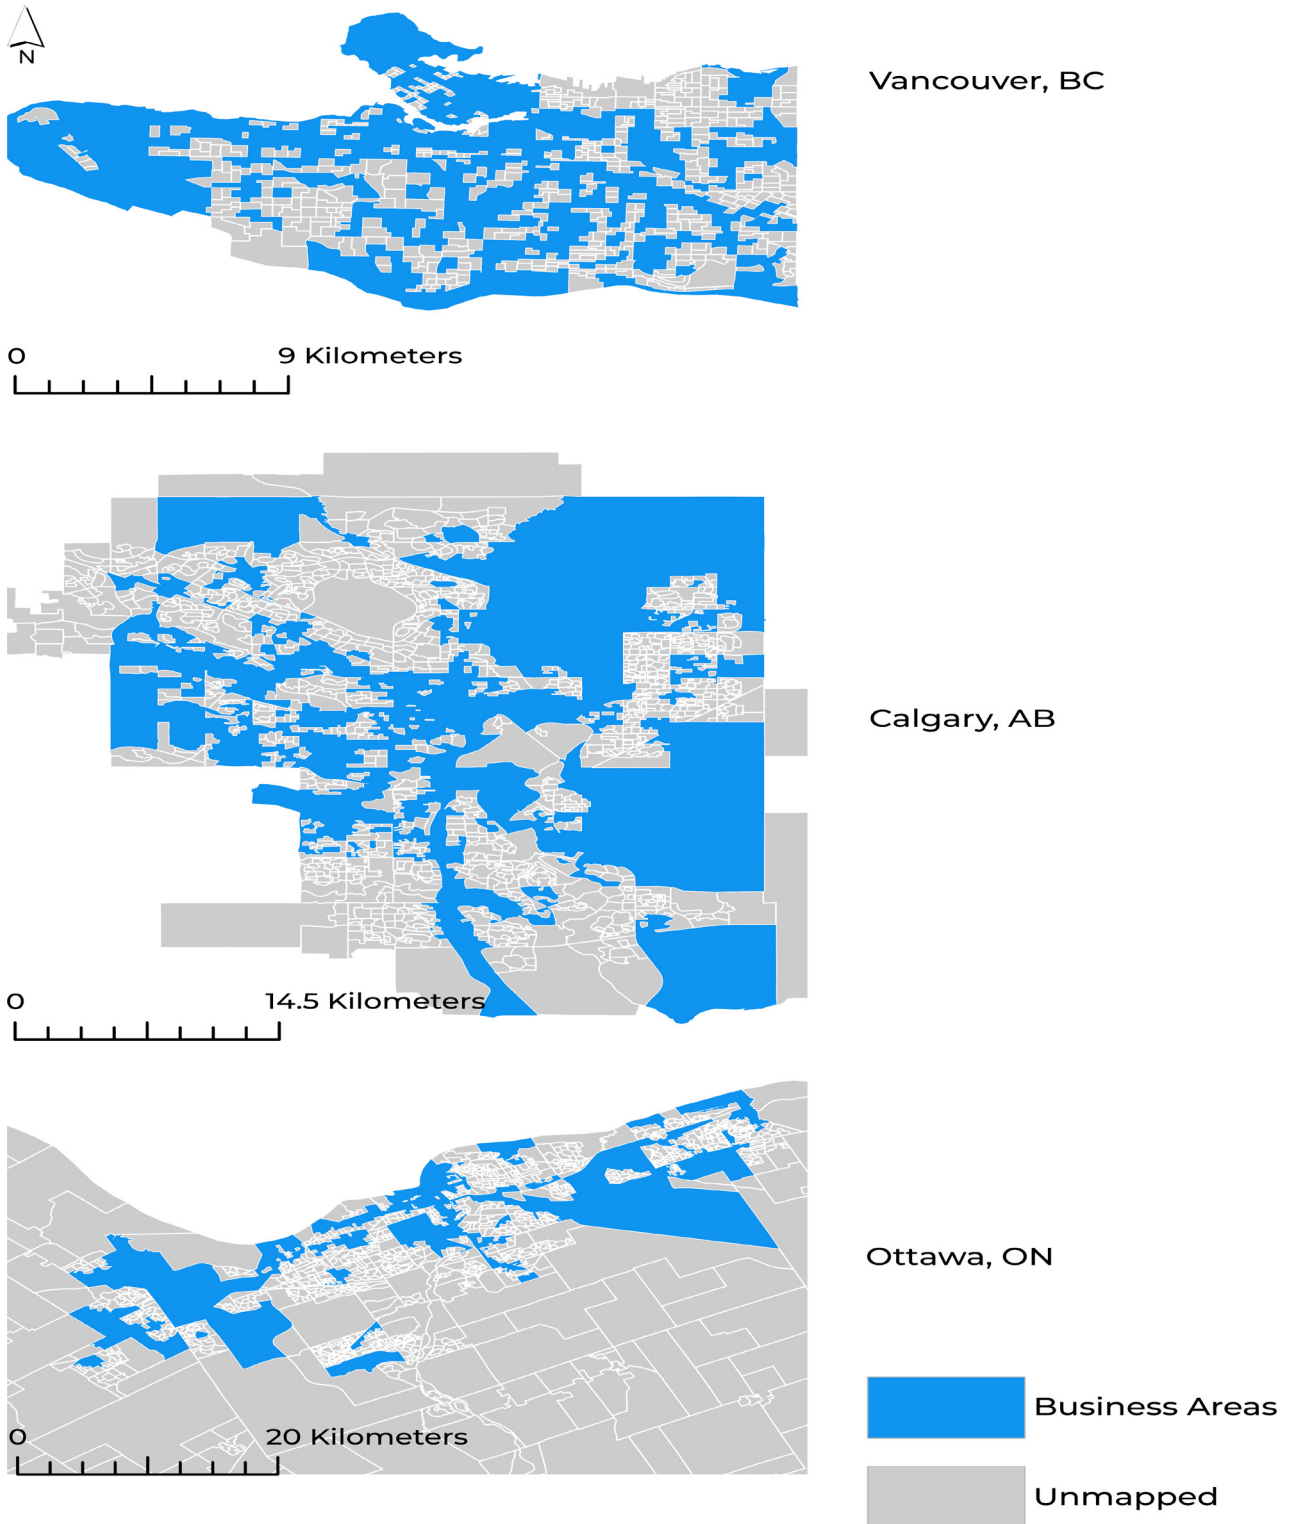 N
Vancouver, BC
0 9 Kilometers
Calgary, AB
0 14.5 Kilometers
Ottawa, ON
Business Areas
0 20 Kilometers
Unmapped